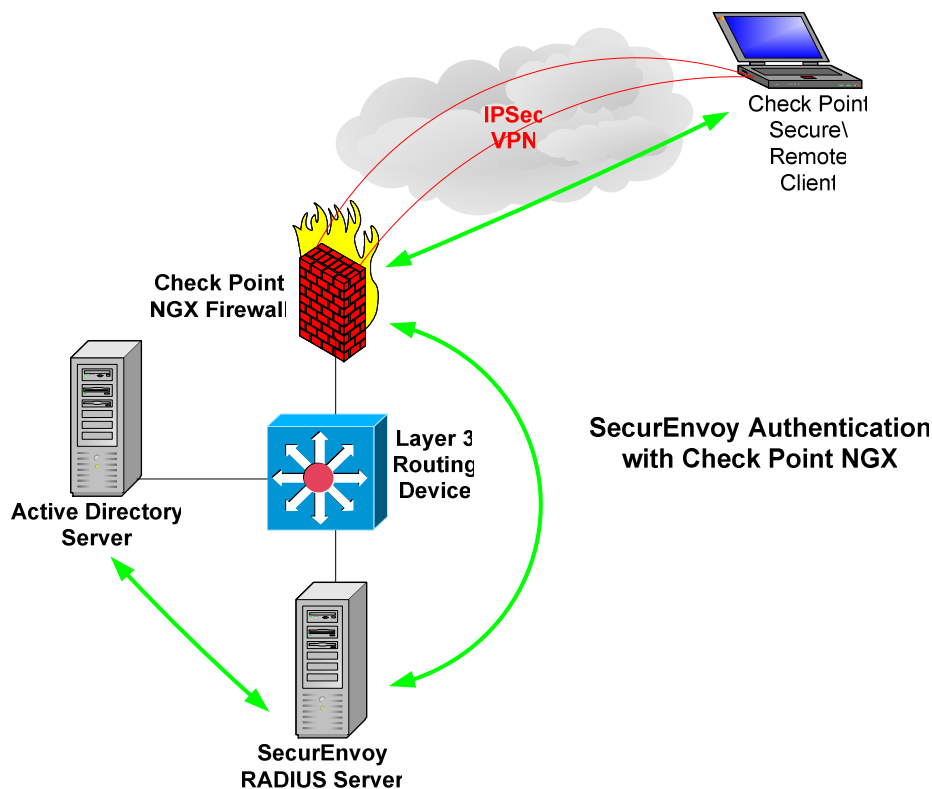 IPSec
VPN
Check Point
Secure\
Remote
Client
Check Point
NGX Firewall
Layer 3
Routing
Device
SecurEnvoy Authentication
with Check Point NGX
Active Directory
Server
SecurEnvoy
RADIUS Server